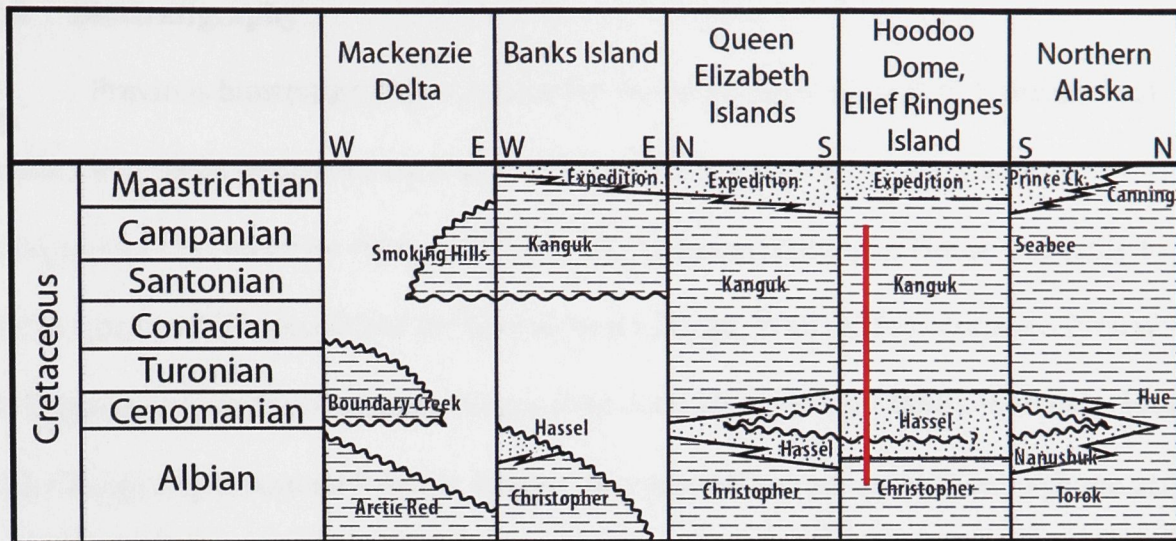 Mackenzie
Delta
W E
Banks Island
W E
Queen
Elizabeth
Islands
N S
Hoodoo
Dome,
Ellef Ringnes
Island
Northern
Alaska
S N
Cretaceous
Maastrichtian
Campanian
Santonian
Coniacian
Turonian
Cenomanian
Albian
Smoking Hills
Boundary Creek
Arctic Red
Expedition
Kanguk
Hassel
Christopher
Expedition
Kanguk
Hassel
Christopher
Expedition
Kanguk
Hassel
?
Christopher
Prince Ck
Canning
Seabee
Hue
Nanushuk
Torok